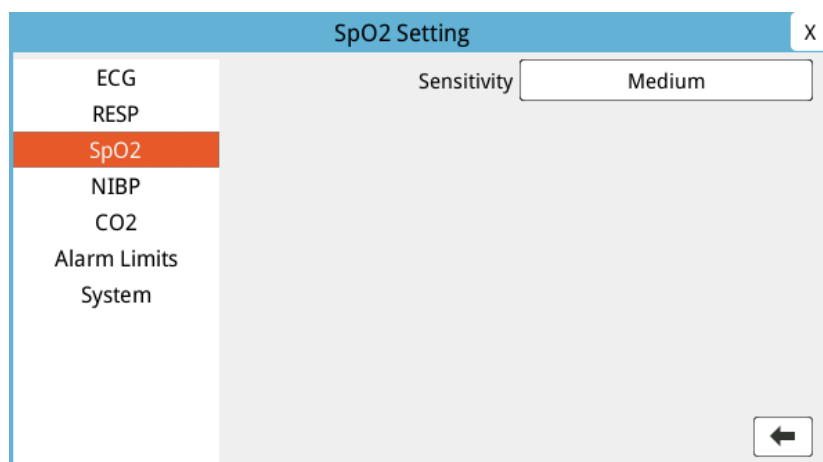 SpO2 Setting
X
ECG
Sensitivity Medium
RESP
SpO2
NIBP
CO2
Alarm Limits
System